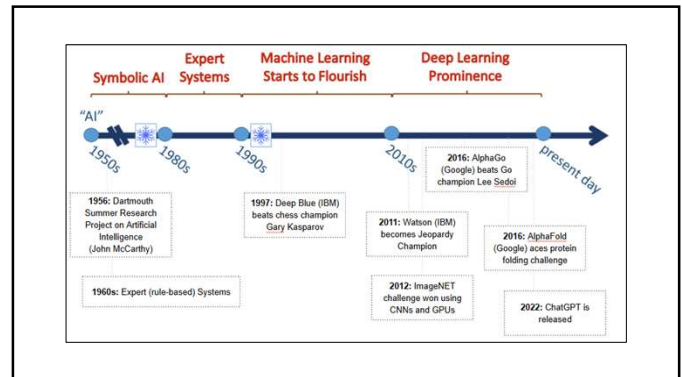 Symbolic AI
Expert
Systems
Machine Learning
Starts to Flourish
Deep Learning
Prominence
“AI”
1950s
1980s
1990s
2010s
present day
1956: Dartmouth
Summer Research
Project on Artificial
Intelligence
(John McCarthy)
1960s: Expert (rule-based) Systems
1997: Deep Blue (IBM)
beats chess champion
Gary Kasparov
2011: Watson (IBM)
becomes Jeopardy
Champion
2012: ImageNET
challenge won using
CNNs and GPUs
2016: AlphaGo
(Google) beats Go
champion Lee Sedol
2016: AlphaFold
(Google) aces protein
folding challenge
2022: ChatGPT is
released